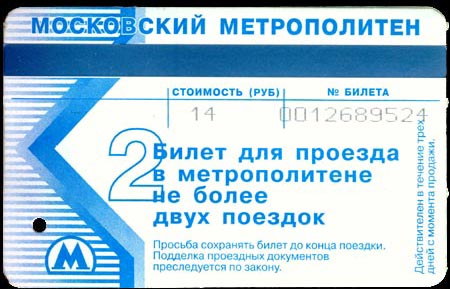 МОСКОВСКИЙ МЕТРОПОЛИТЕН
СТОИМОСТЬ (РУБ) № БИЛЕТА
14 0012689524
2
Билет для проезда
в метрополитене
не более
двух поездок
Просьба сохранять билет до конца поездки.
Подделка проездных документов
преследуется по закону.
М
Действителен в течение трех
дней с момента продажи.